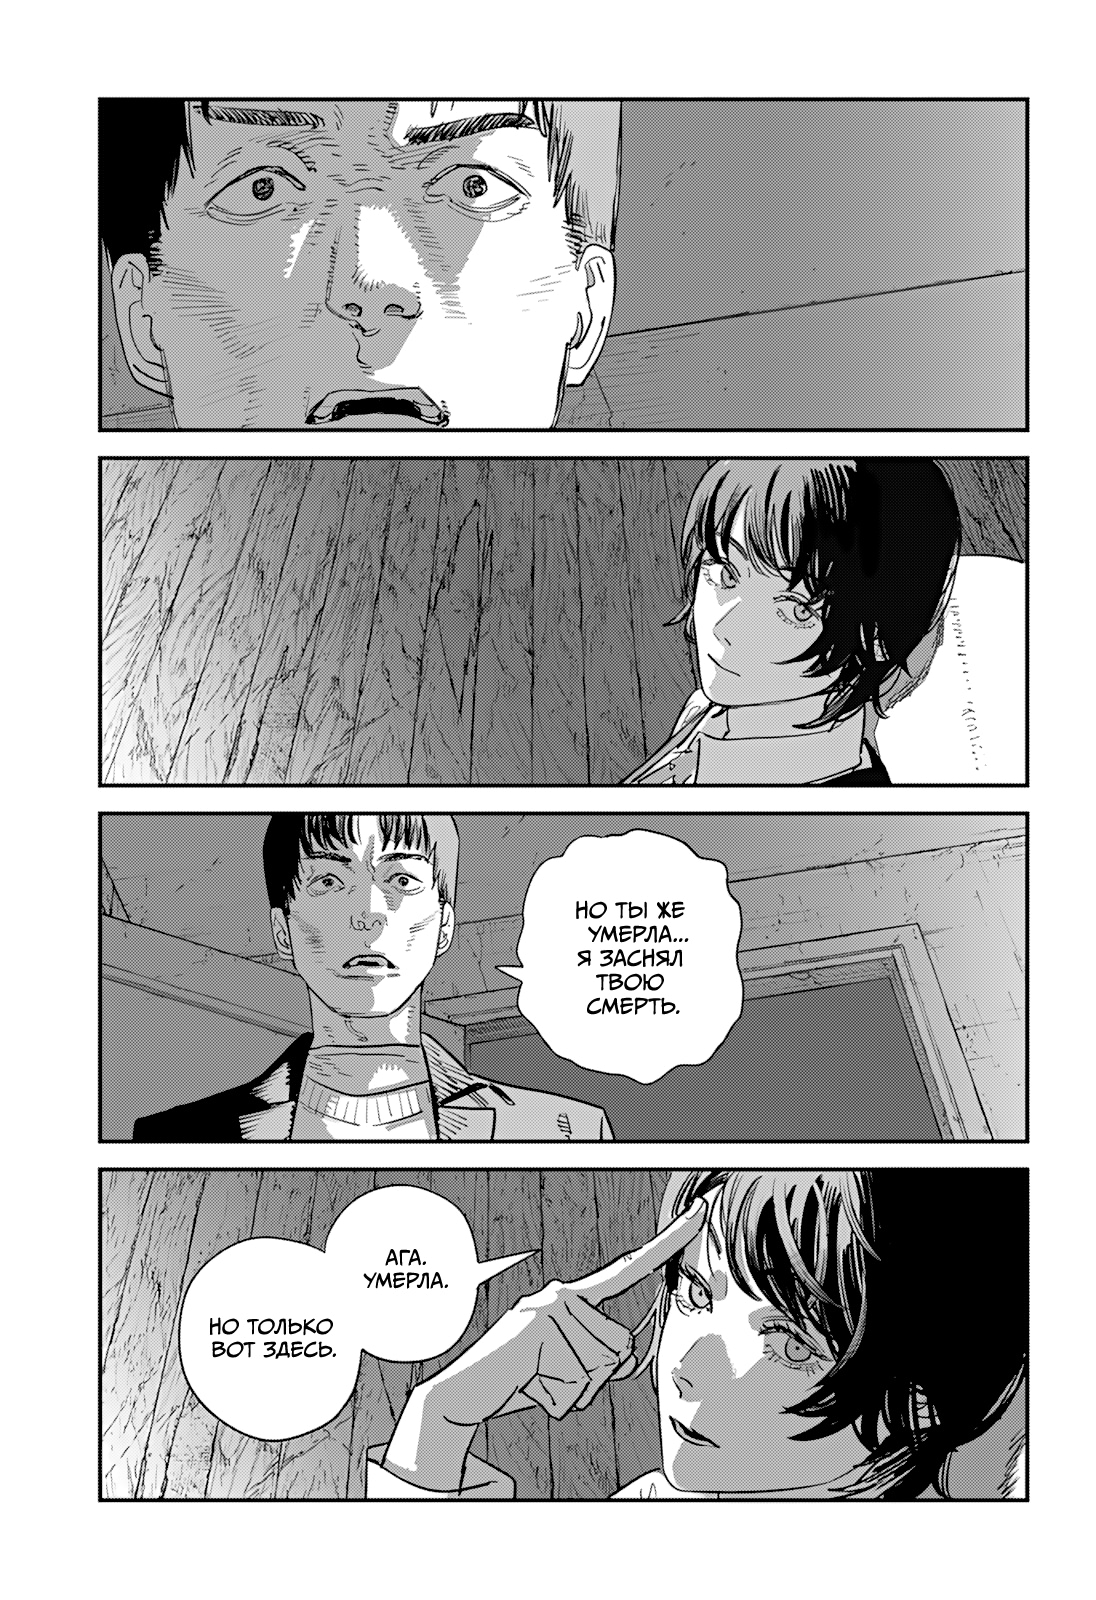 НО ТЫ ЖЕ
УМЕРЛА...
Я ЗАСНЯЛ
ТВОЮ
СМЕРТЬ.
АГА.
УМЕРЛА.
НО ТОЛЬКО
ВОТ ЗДЕСЬ.